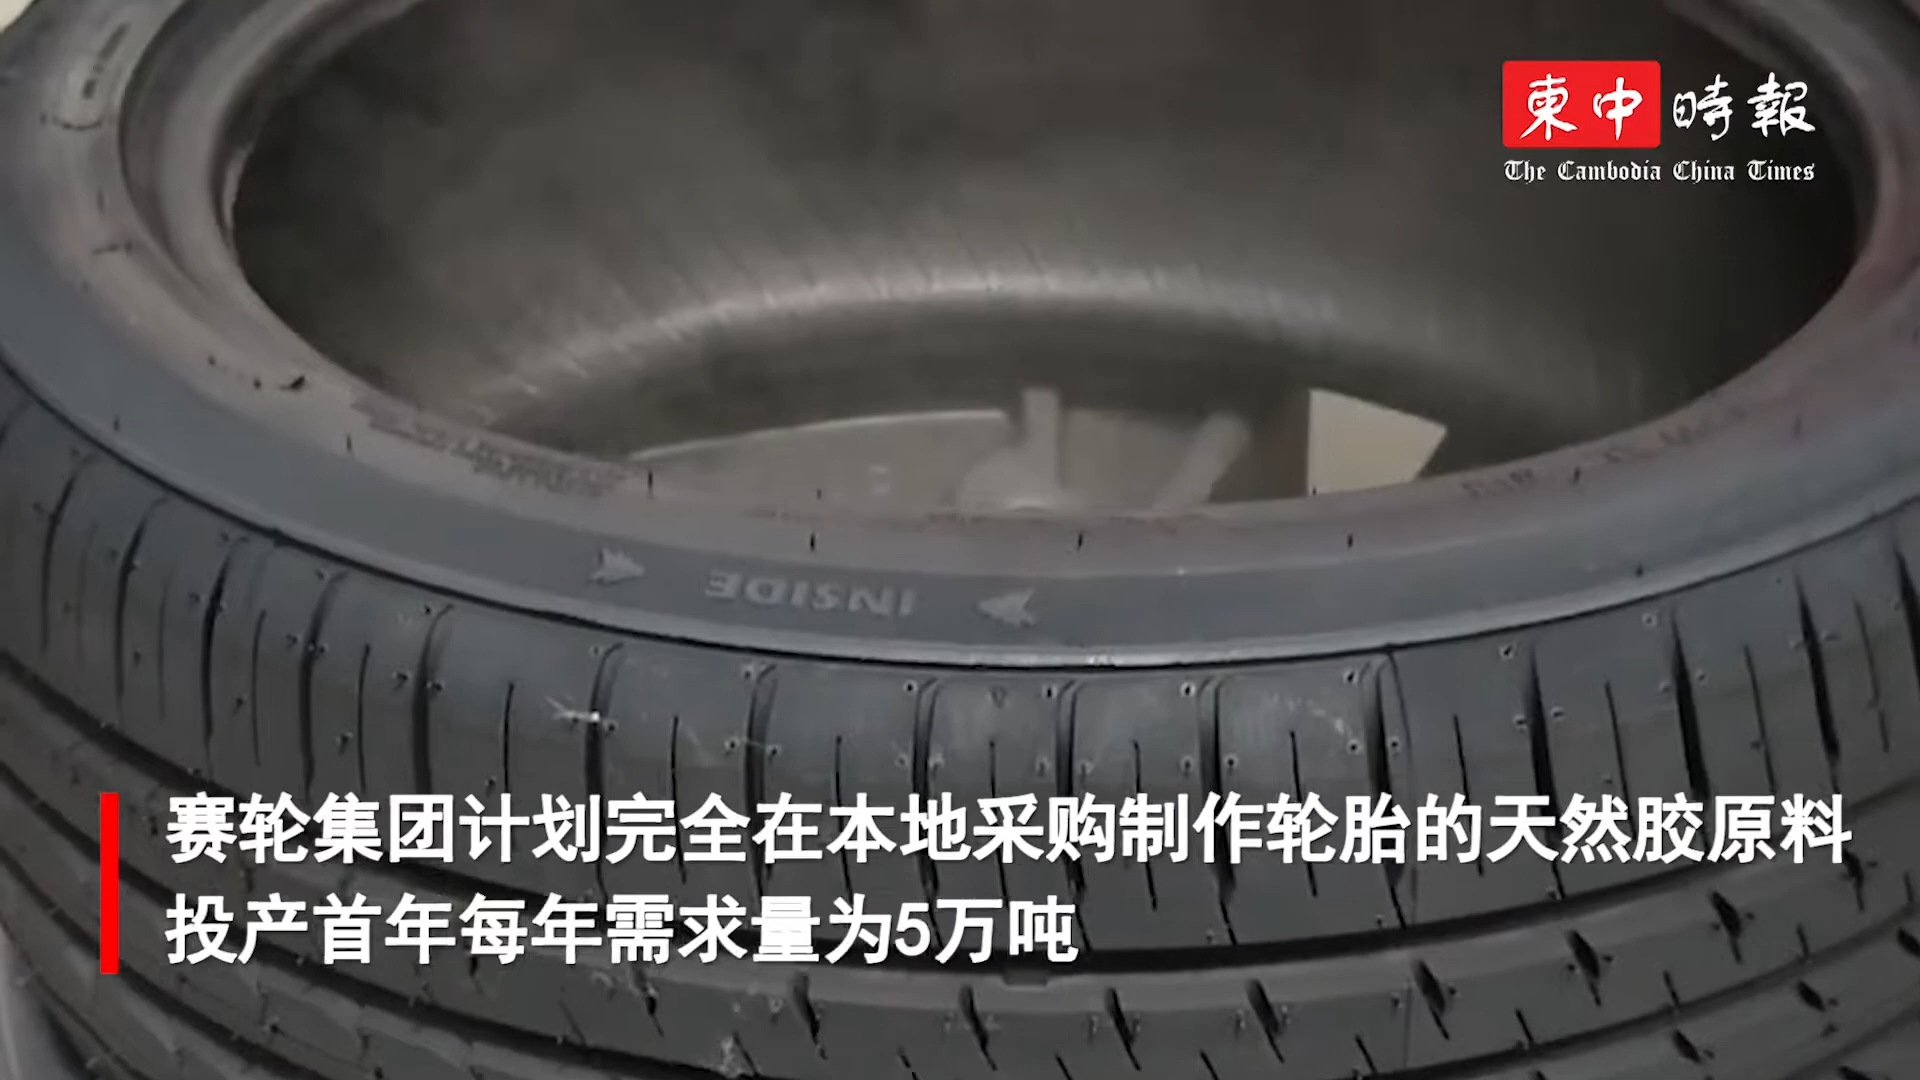 柬中時報
The Cambodia China Times
INSIDE
赛轮集团计划完全在本地采购制作轮胎的天然胶原料
投产首年每年需求量为5万吨